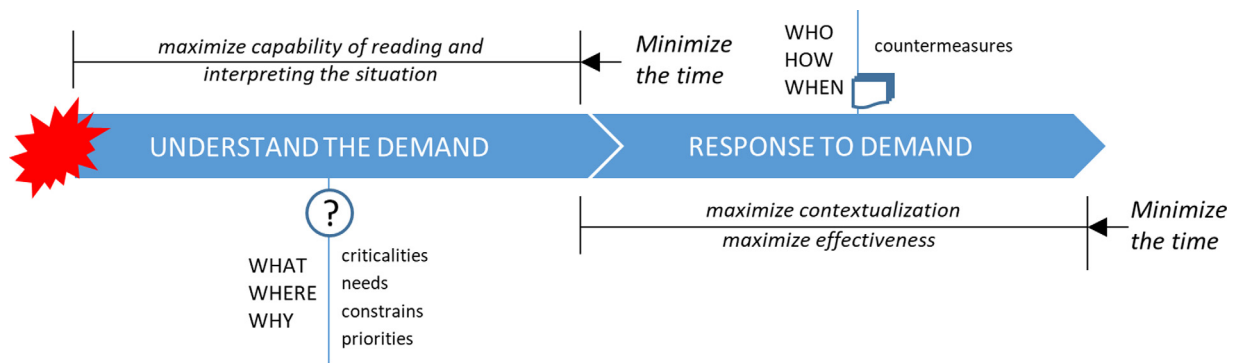 maximize capability of reading and
interpreting the situation
Minimize
the time
WHO
HOW
WHEN
countermeasures
UNDERSTAND THE DEMAND
RESPONSE TO DEMAND
?
WHAT
WHERE
WHY
criticalities
needs
constrains
priorities
maximize contextualization
maximize effectiveness
Minimize
the time